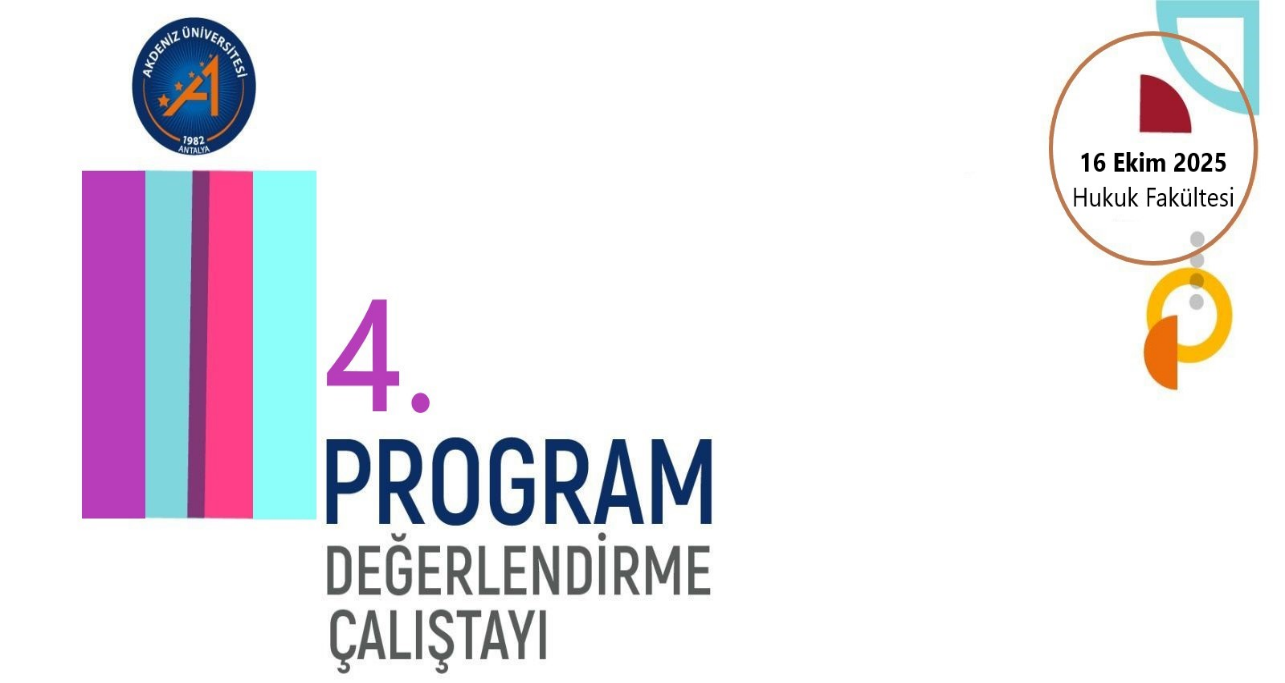 AKDENİZ ÜNİVERSİTESİ
1982
ANTALYA
16 Ekim 2025
Hukuk Fakültesi
4.
PROGRAM
DEĞERLENDİRME
ÇALIŞTAYI